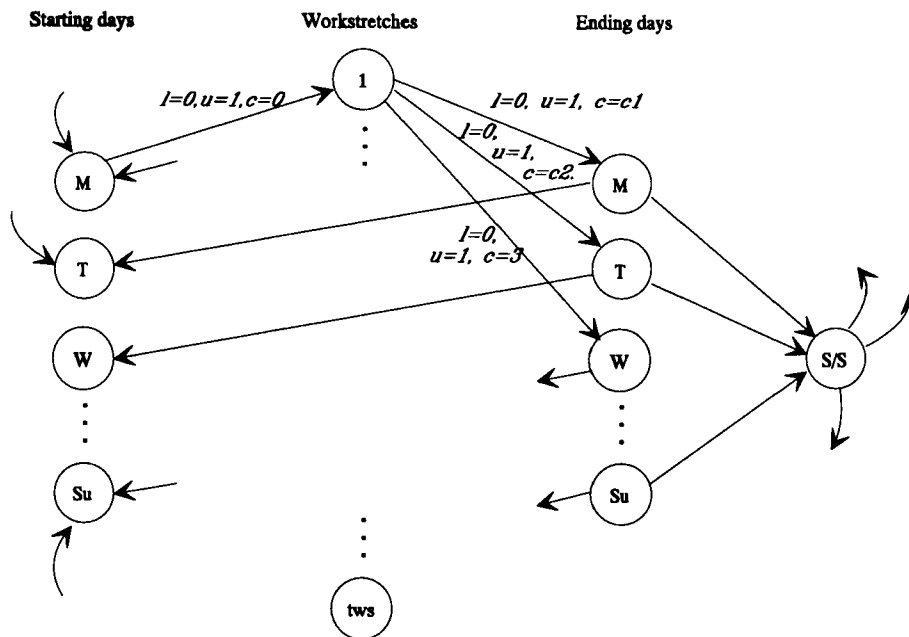 Starting days
Workstretches
Ending days
1
l=0,u=1,c=0
l=0, u=1, c=c1
l=0,
u=1,
c=c2.
M
M
l=0,
u=1, c=3
T
T
W
W
S/S
Su
Su
tws